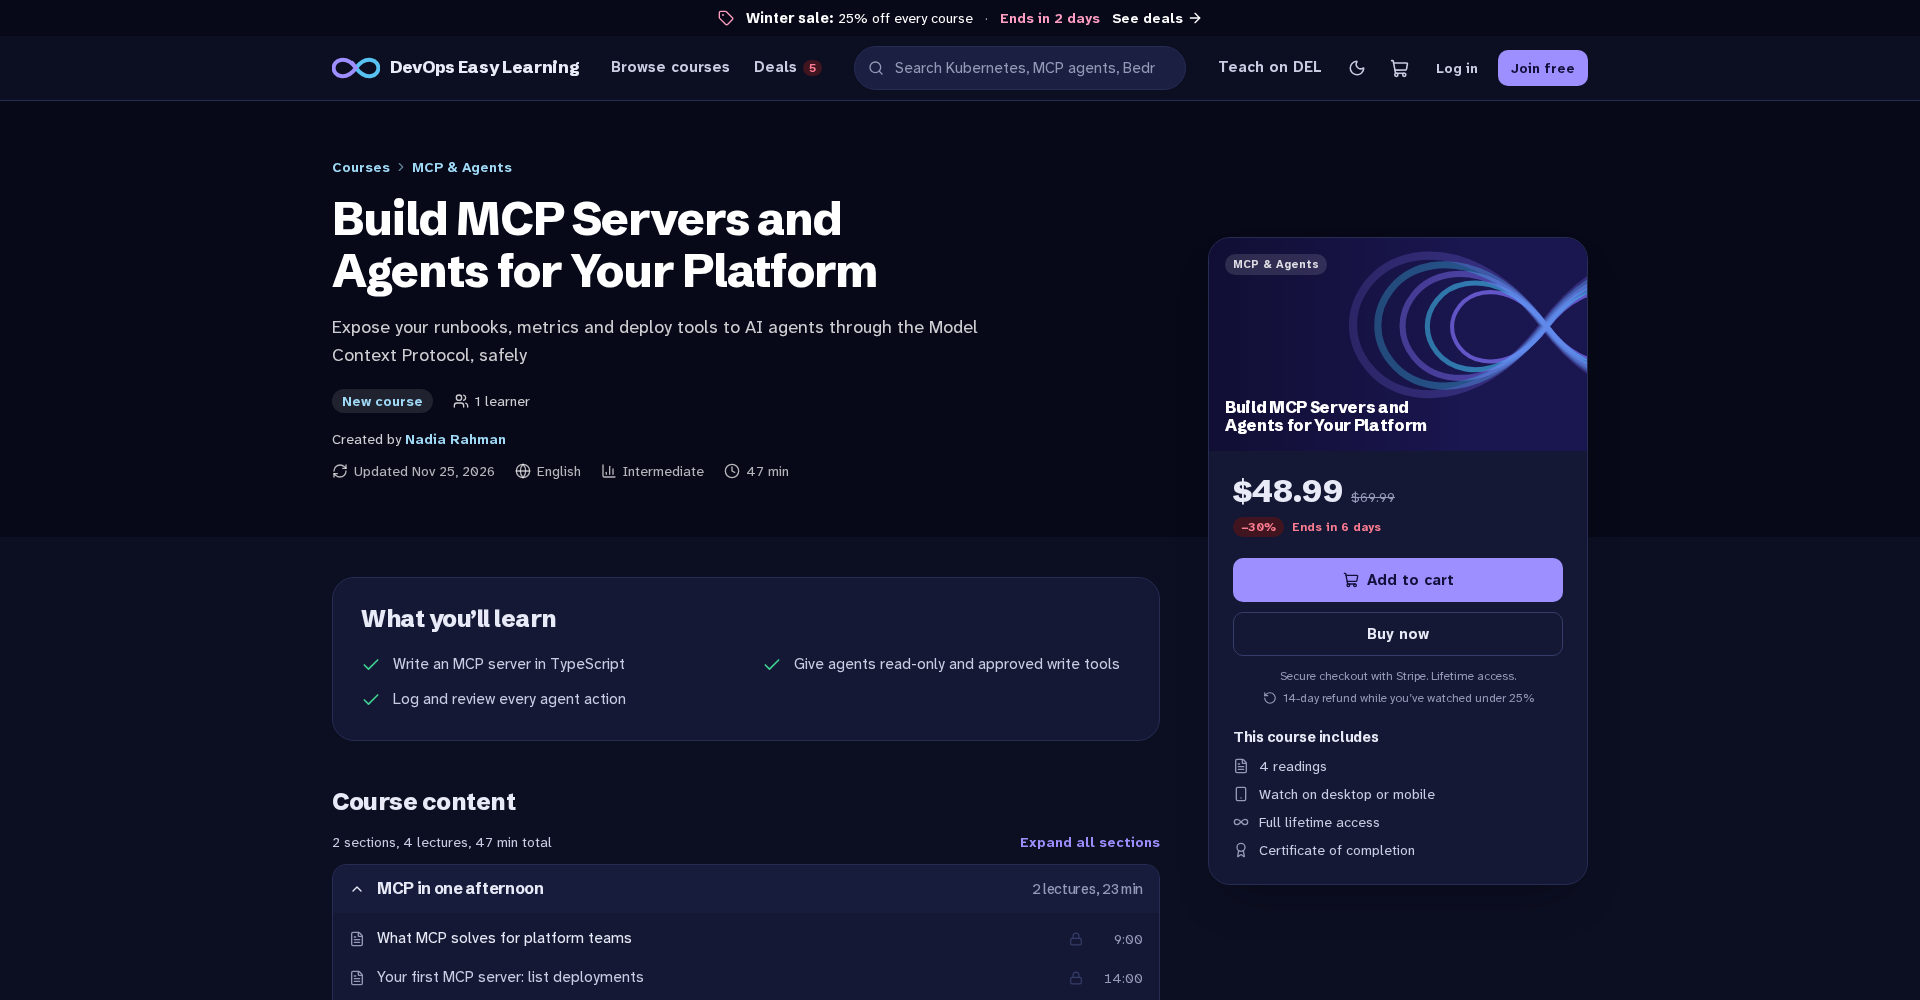 Winter sale: 25% off every course · Ends in 2 days See deals →
DevOps Easy Learning
Browse courses
Deals 5
Search Kubernetes, MCP agents, Bedr
Teach on DEL
Log in
Join free
Courses > MCP & Agents
Build MCP Servers and
Agents for Your Platform
Expose your runbooks, metrics and deploy tools to AI agents through the Model
Context Protocol, safely
New course
1 learner
Created by Nadia Rahman
Updated Nov 25, 2026
English
Intermediate
47 min
MCP & Agents
Build MCP Servers and
Agents for Your Platform
$48.99 $69.99
−30% Ends in 6 days
Add to cart
Buy now
Secure checkout with Stripe. Lifetime access.
14-day refund while you’ve watched under 25%
This course includes
4 readings
Watch on desktop or mobile
Full lifetime access
Certificate of completion
What you’ll learn
Write an MCP server in TypeScript
Give agents read-only and approved write tools
Log and review every agent action
Course content
2 sections, 4 lectures, 47 min total
Expand all sections
MCP in one afternoon
2 lectures, 23 min
What MCP solves for platform teams
9:00
Your first MCP server: list deployments
14:00